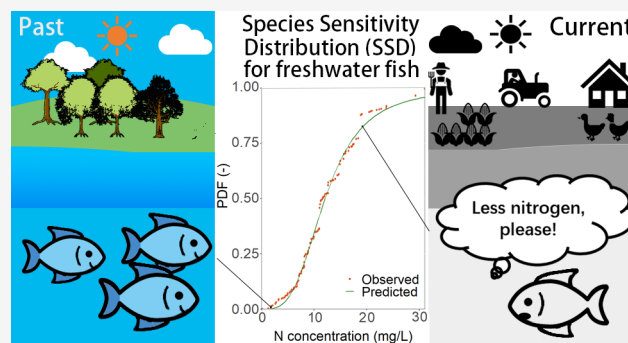 Past
Species Sensitivity
Distribution (SSD)
for freshwater fish
Current
1.00
0.75
0.50
0.25
0.00
PDF (-)
0
10
20
30
N concentration (mg/L)
Observed
Predicted
Less nitrogen,
please!